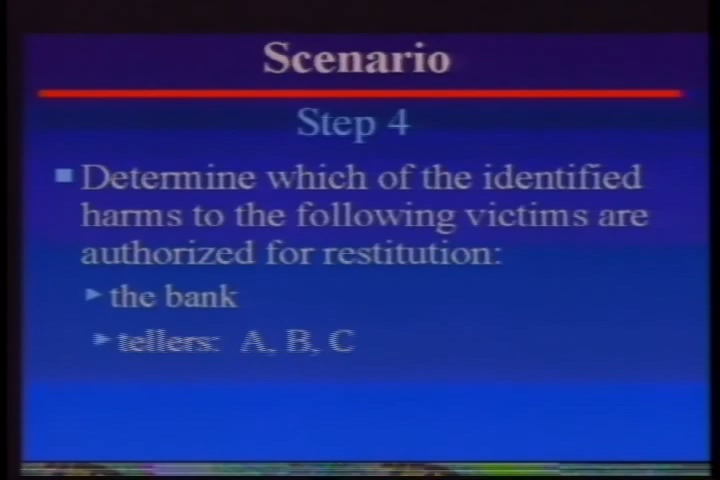 Scenario
Step 4
Determine which of the identified
harms to the following victims are
authorized for restitution:
the bank
tellers: A, B, C